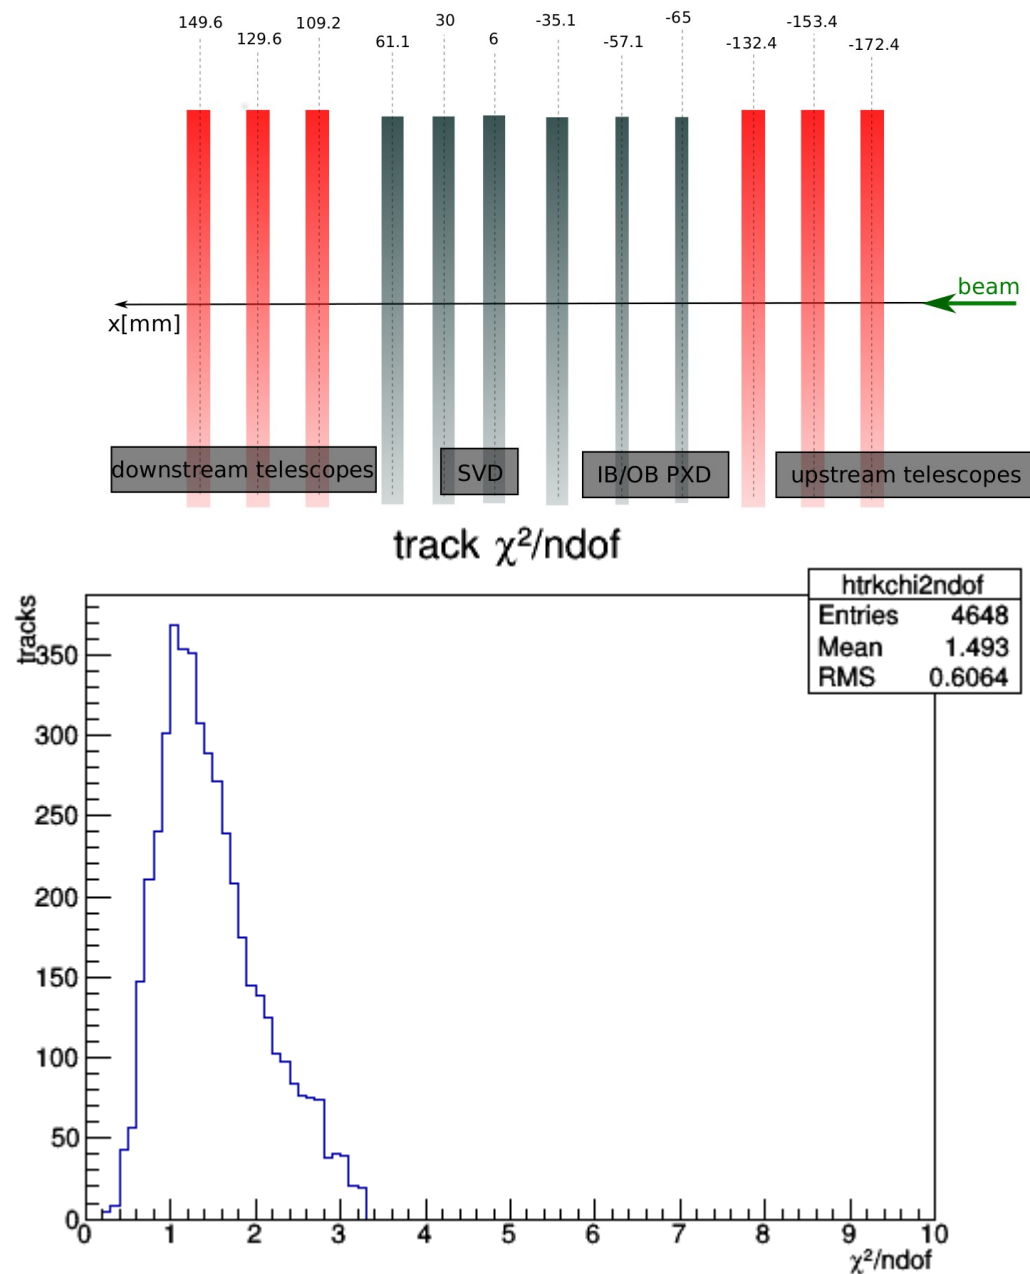 149.6
129.6
109.2
61.1
30
6
-35.1
-57.1
-65
-132.4
-153.4
-172.4
beam
x[mm]
downstream telescopes
SVD
IB/OB PXD
upstream telescopes
track χ²/ndof
htrkchi2ndof
Entries 4648
Mean 1.493
RMS 0.6064
tracks
350
300
250
200
150
100
50
0
0 1 2 3 4 5 6 7 8 9 10
χ²/ndof